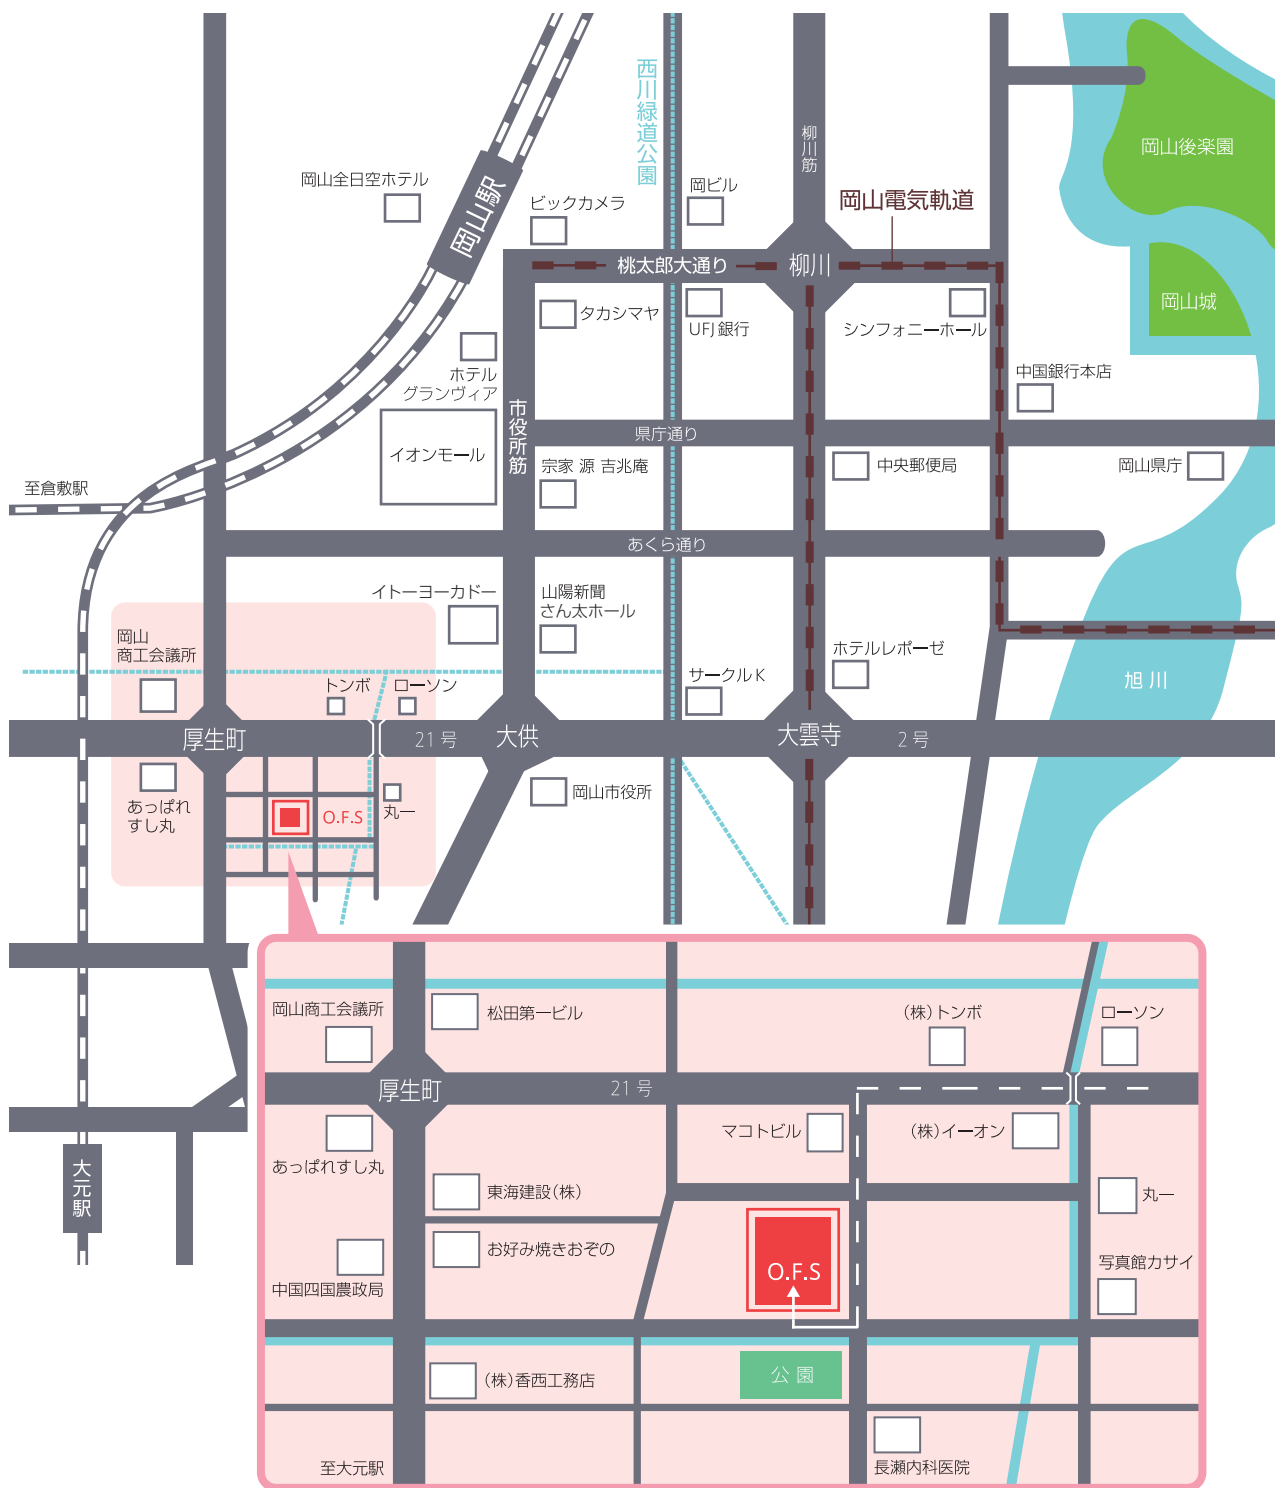 西川緑道公園
柳川筋
岡山後楽園
岡山全日空ホテル
岡山駅
ビックカメラ
岡ビル
岡山電気軌道
桃太郎大通り
柳川
岡山城
タカシマヤ
UFJ銀行
シンフォニーホール
ホテル
グランヴィア
中国銀行本店
市役所筋
県庁通り
イオンモール
宗家 源 吉兆庵
中央郵便局
岡山県庁
至倉敷駅
あくら通り
イトーヨーカドー
山陽新聞
さん太ホール
岡山
商工会議所
ホテルレポーゼ
トンボ
ローソン
サークルK
旭川
厚生町
21号
大供
大雲寺
2号
あっぱれ
すし丸
O.F.S
丸一
岡山市役所
岡山商工会議所
松田第一ビル
(株)トンボ
ローソン
厚生町
21号
マコトビル
(株)イーオン
あっぱれすし丸
大元駅
東海建設(株)
丸一
お好み焼きおぞの
O.F.S
写真館カサイ
中国四国農政局
(株)香西工務店
公園
至大元駅
長瀬内科医院